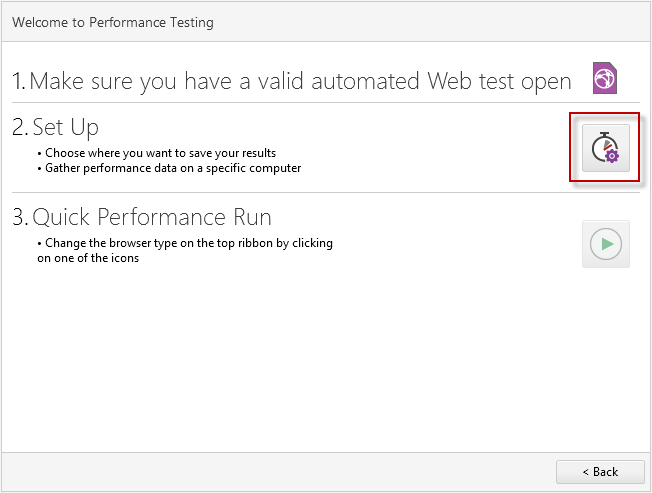 Welcome to Performance Testing
1. Make sure you have a valid automated Web test open
2. Set Up
• Choose where you want to save your results
• Gather performance data on a specific computer
3. Quick Performance Run
• Change the browser type on the top ribbon by clicking
on one of the icons
< Back